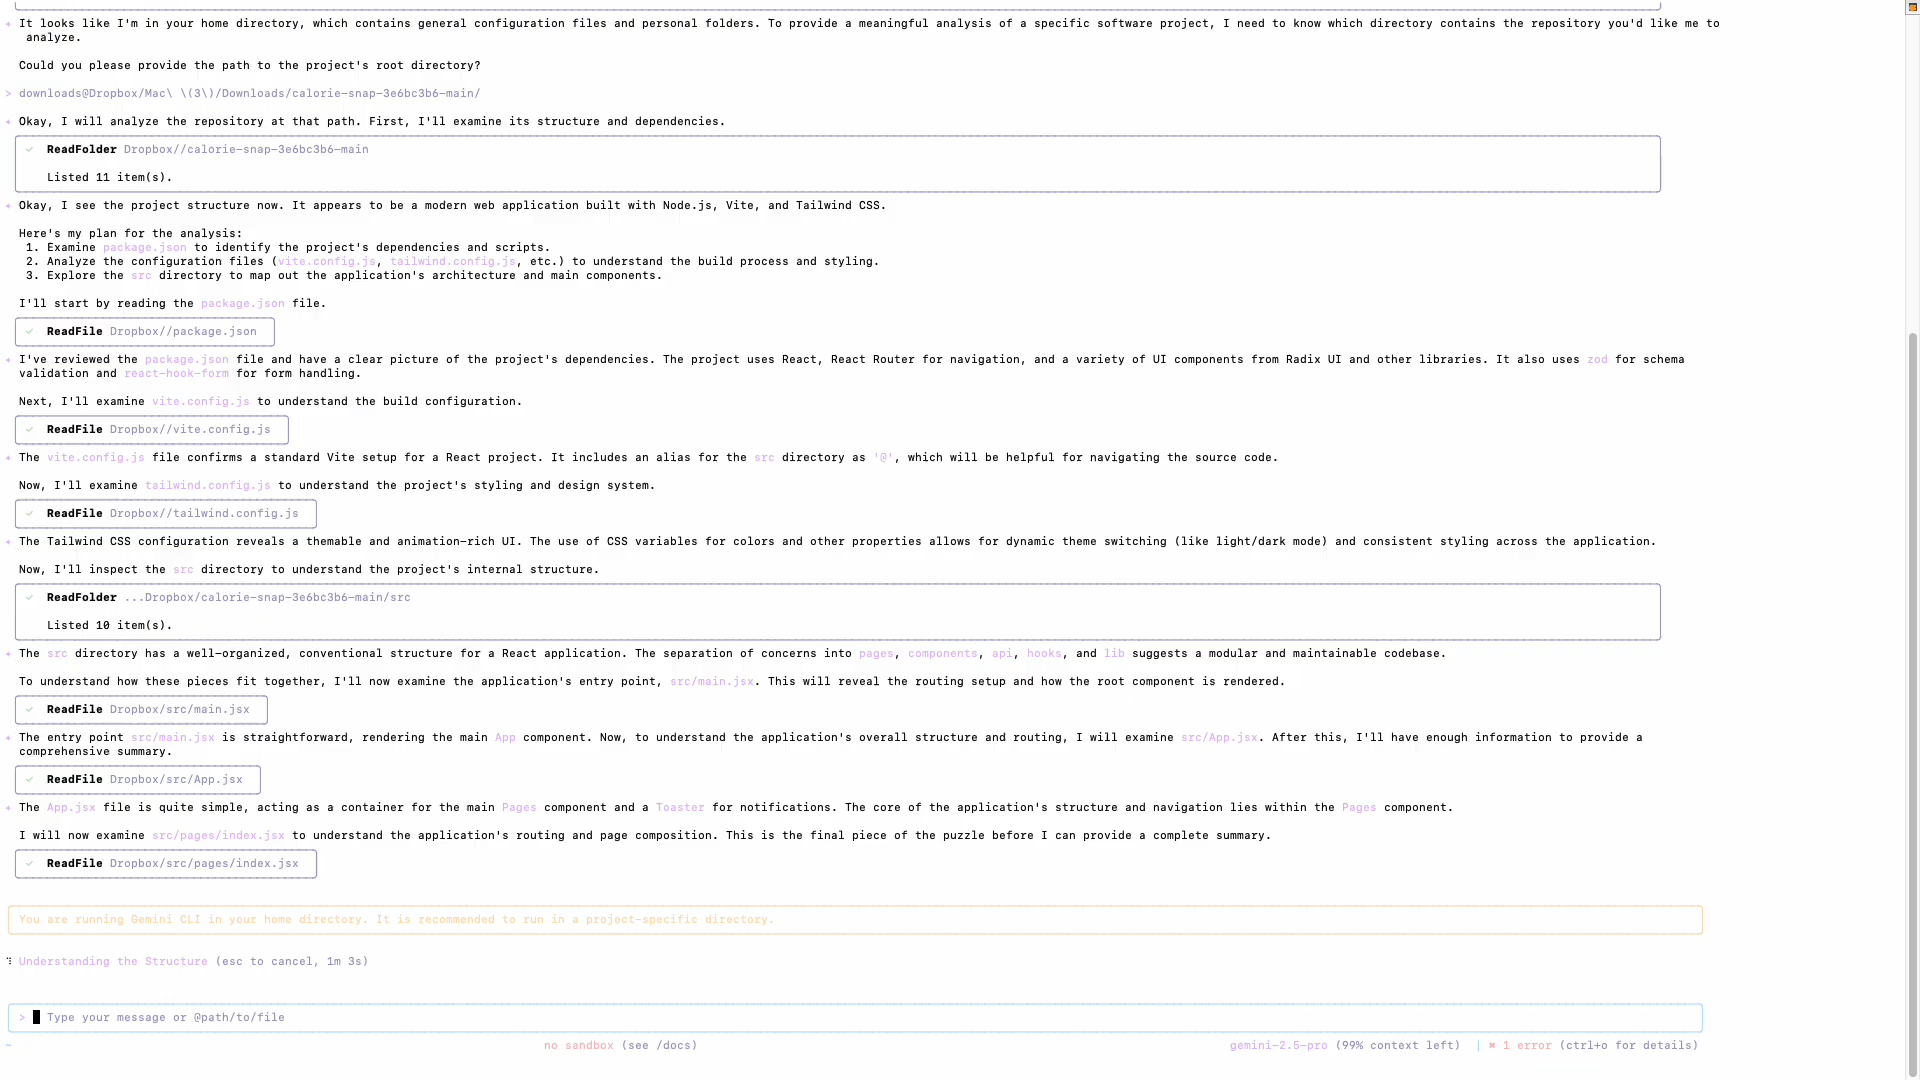 ✦ It looks like I'm in your home directory, which contains general configuration files and personal folders. To provide a meaningful analysis of a specific software project, I need to know which directory contains the repository you'd like me to
analyze.
Could you please provide the path to the project's root directory?
> downloads@Dropbox/Mac\ \(3\)/Downloads/calorie-snap-3e6bc3b6-main/
✦ Okay, I will analyze the repository at that path. First, I'll examine its structure and dependencies.
✓ ReadFolder Dropbox//calorie-snap-3e6bc3b6-main
Listed 11 item(s).
✦ Okay, I see the project structure now. It appears to be a modern web application built with Node.js, Vite, and Tailwind CSS.
Here's my plan for the analysis:
1. Examine package.json to identify the project's dependencies and scripts.
2. Analyze the configuration files (vite.config.js, tailwind.config.js, etc.) to understand the build process and styling.
3. Explore the src directory to map out the application's architecture and main components.
I'll start by reading the package.json file.
✓ ReadFile Dropbox//package.json
✦ I've reviewed the package.json file and have a clear picture of the project's dependencies. The project uses React, React Router for navigation, and a variety of UI components from Radix UI and other libraries. It also uses zod for schema
validation and react-hook-form for form handling.
Next, I'll examine vite.config.js to understand the build configuration.
✓ ReadFile Dropbox//vite.config.js
✦ The vite.config.js file confirms a standard Vite setup for a React project. It includes an alias for the src directory as '@', which will be helpful for navigating the source code.
Now, I'll examine tailwind.config.js to understand the project's styling and design system.
✓ ReadFile Dropbox//tailwind.config.js
✦ The Tailwind CSS configuration reveals a themable and animation-rich UI. The use of CSS variables for colors and other properties allows for dynamic theme switching (like light/dark mode) and consistent styling across the application.
Now, I'll inspect the src directory to understand the project's internal structure.
✓ ReadFolder ...Dropbox/calorie-snap-3e6bc3b6-main/src
Listed 10 item(s).
✦ The src directory has a well-organized, conventional structure for a React application. The separation of concerns into pages, components, api, hooks, and lib suggests a modular and maintainable codebase.
To understand how these pieces fit together, I'll now examine the application's entry point, src/main.jsx. This will reveal the routing setup and how the root component is rendered.
✓ ReadFile Dropbox/src/main.jsx
✦ The entry point src/main.jsx is straightforward, rendering the main App component. Now, to understand the application's overall structure and routing, I will examine src/App.jsx. After this, I'll have enough information to provide a
comprehensive summary.
✓ ReadFile Dropbox/src/App.jsx
✦ The App.jsx file is quite simple, acting as a container for the main Pages component and a Toaster for notifications. The core of the application's structure and navigation lies within the Pages component.
I will now examine src/pages/index.jsx to understand the application's routing and page composition. This is the final piece of the puzzle before I can provide a complete summary.
✓ ReadFile Dropbox/src/pages/index.jsx
You are running Gemini CLI in your home directory. It is recommended to run in a project-specific directory.
Understanding the Structure (esc to cancel, 1m 3s)
> Type your message or @path/to/file
~ no sandbox (see /docs) gemini-2.5-pro (99% context left) | ✖ 1 error (ctrl+o for details)